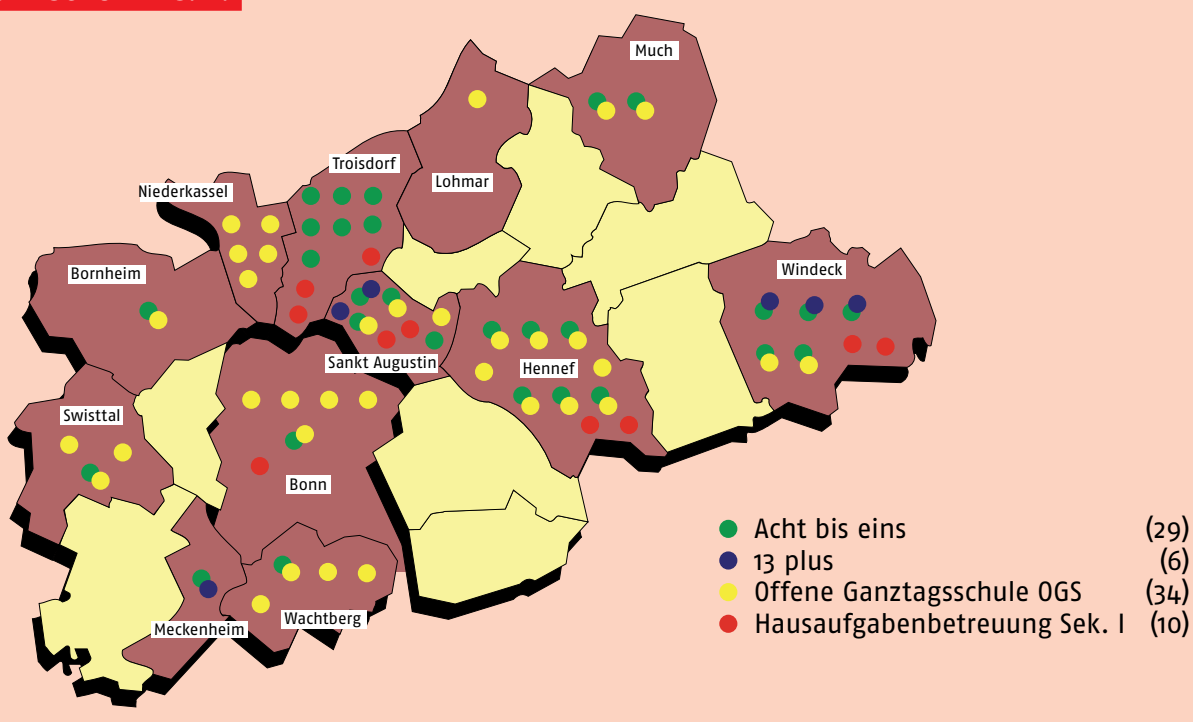 Much
Troisdorf
Lohmar
Niederkassel
Bornheim
Windeck
Sankt Augustin
Hennef
Swisttal
Bonn
Acht bis eins (29)
13 plus (6)
Offene Ganztagsschule OGS (34)
Hausaufgabenbetreuung Sek. I (10)
Wachtberg
Meckenheim